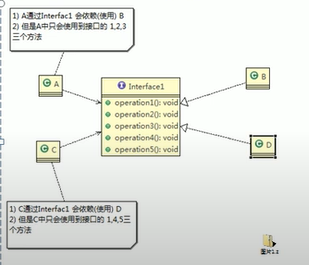 1) A通过Interfac1 会依赖(使用) B
2) 但是A中只会使用到接口的 1,2,3
三个方法
A
B
Interface1
operation1(): void
operation2(): void
operation3(): void
operation4(): void
operation5(): void
C
D
1) C通过Interfac1 会依赖(使用) D
2) 但是C中只会使用到接口的 1,4,5三
个方法